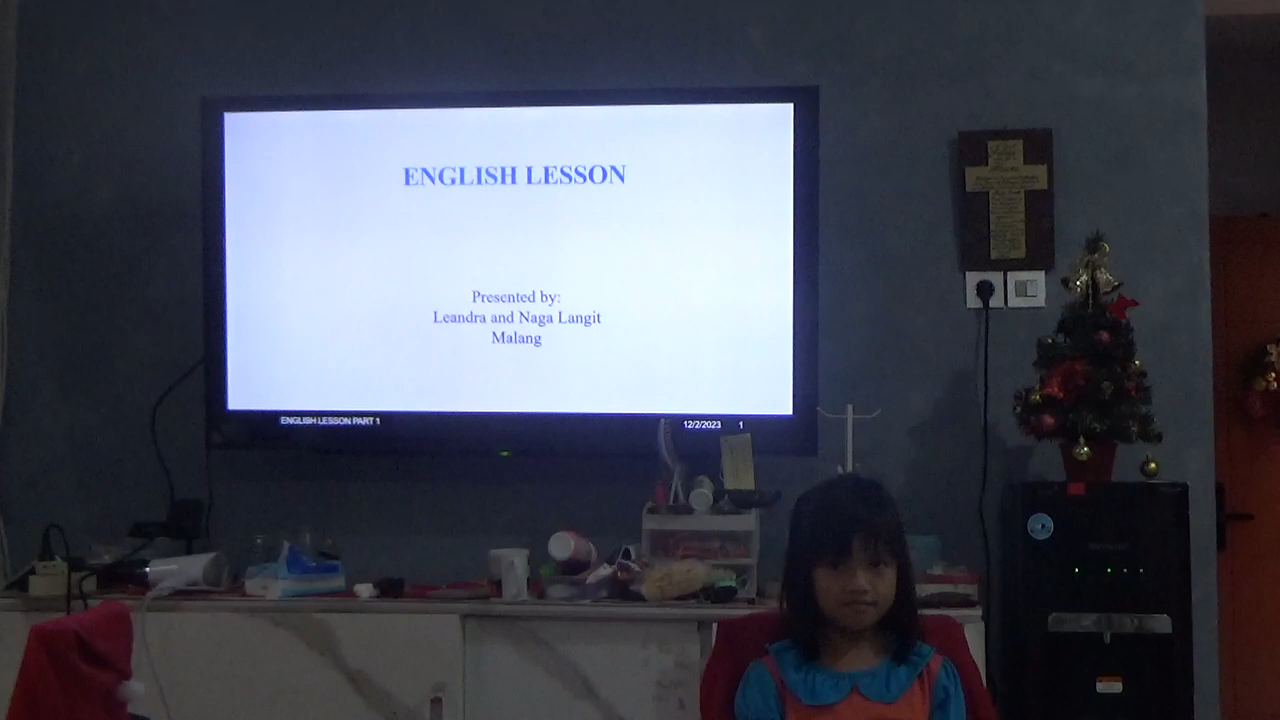 ENGLISH LESSON
Presented by:
Leandra and Naga Langit
Malang
ENGLISH LESSON PART 1
12/2/2023
1